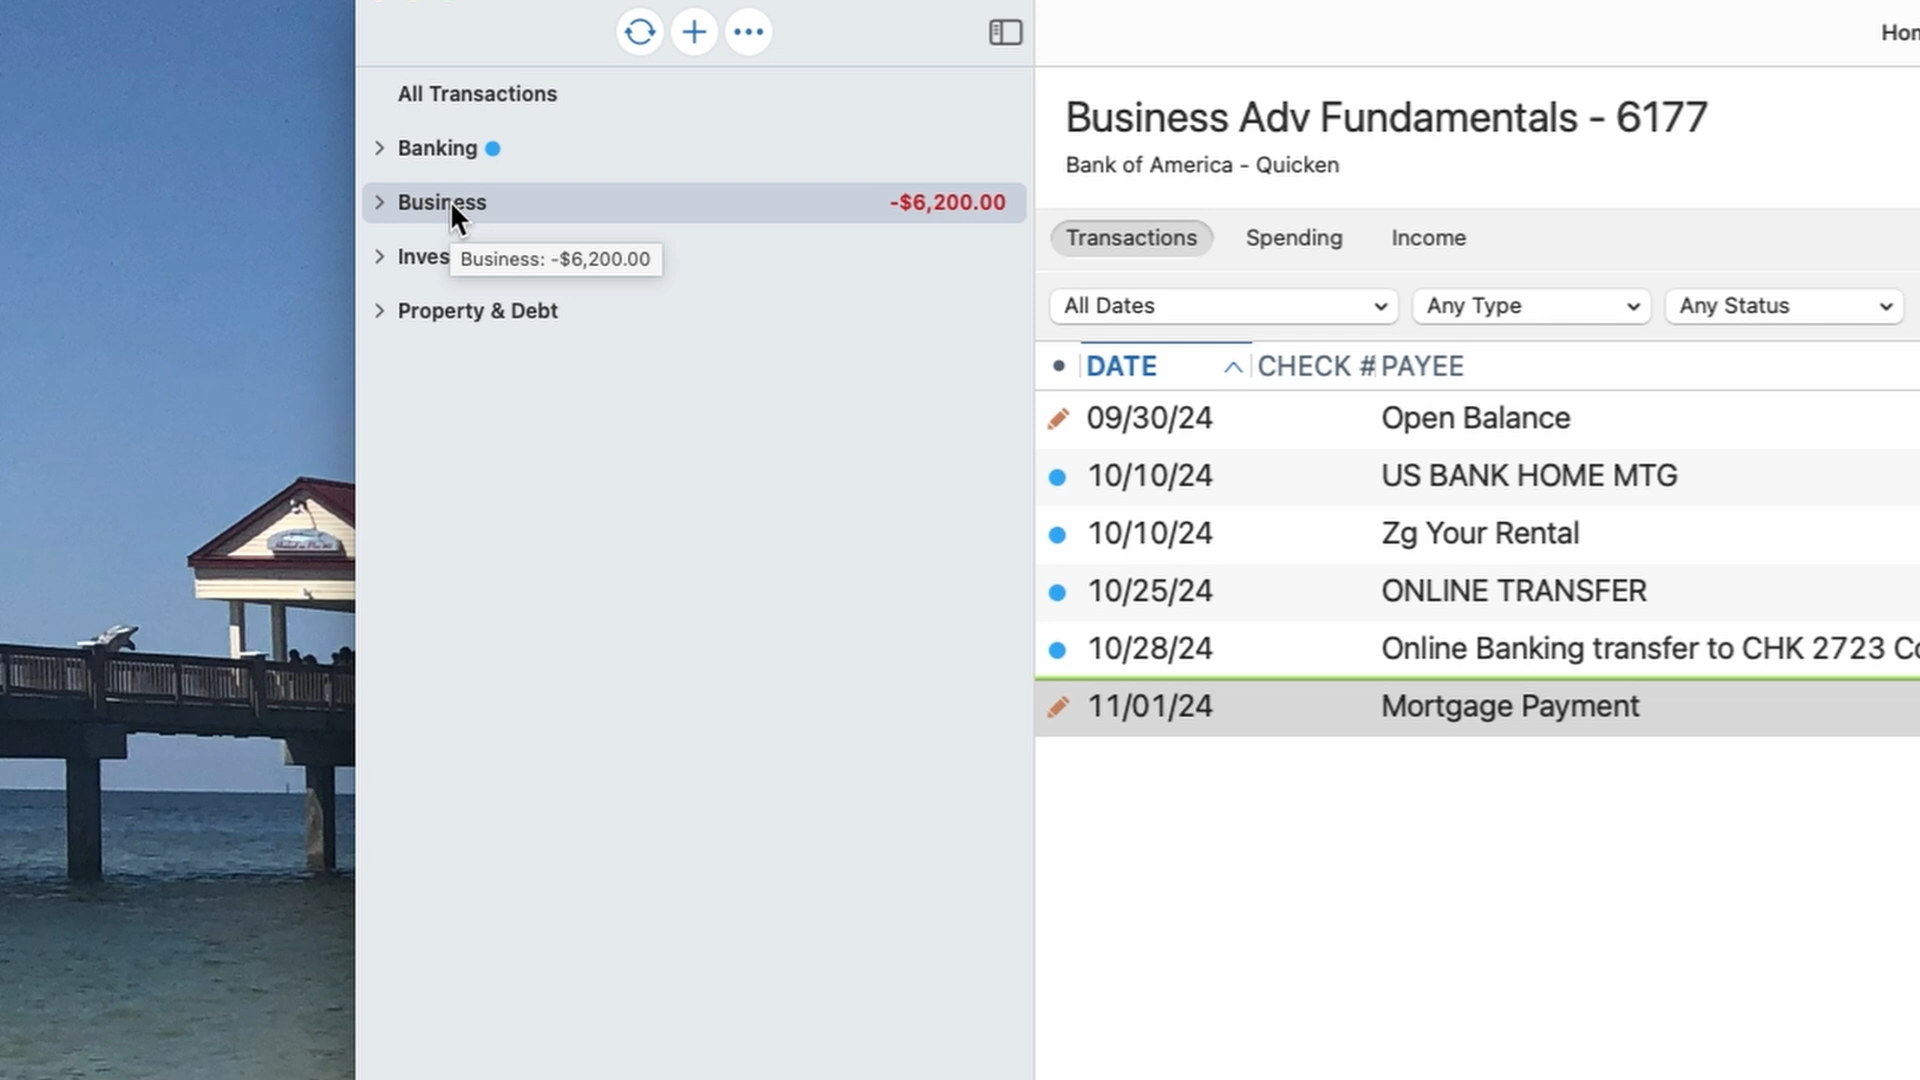 All Transactions
Banking
Business -$6,200.00
Inves
Business: -$6,200.00
Property & Debt
Hom
Business Adv Fundamentals - 6177
Bank of America - Quicken
Transactions Spending Income
All Dates Any Type Any Status
DATE CHECK # PAYEE
09/30/24 Open Balance
10/10/24 US BANK HOME MTG
10/10/24 Zg Your Rental
10/25/24 ONLINE TRANSFER
10/28/24 Online Banking transfer to CHK 2723 Co
11/01/24 Mortgage Payment